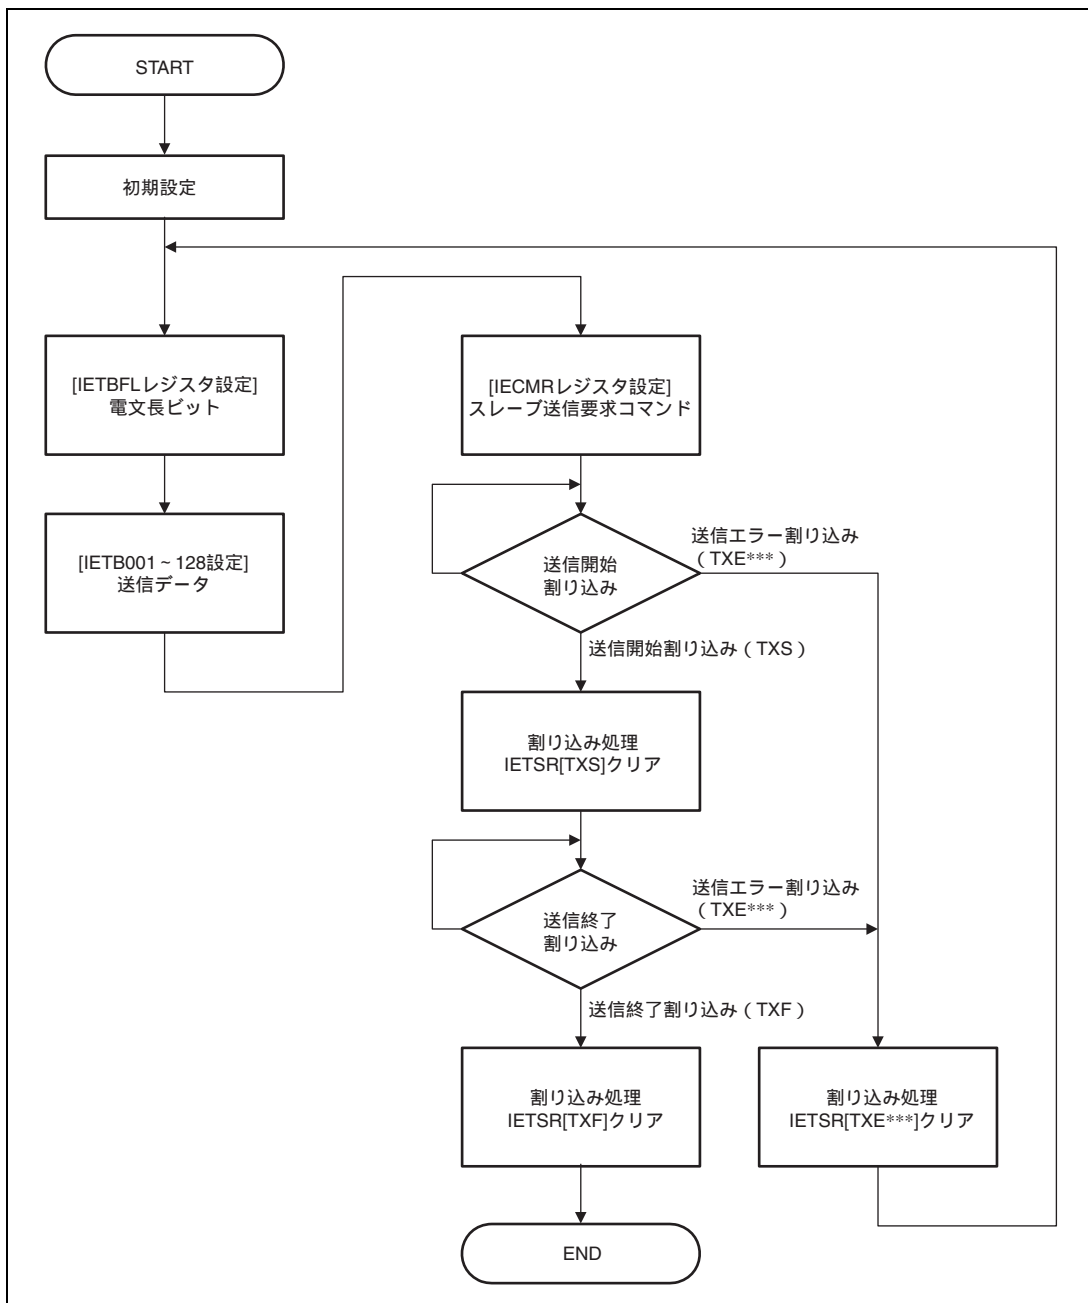 START
初期設定
[IETBFLレジスタ設定]
電文長ビット
[IETB001~128設定]
送信データ
[IECMRレジスタ設定]
スレーブ送信要求コマンド
送信開始
割り込み
送信エラー割り込み
(TXE***)
送信開始割り込み(TXS)
割り込み処理
IETSR[TXS]クリア
送信終了
割り込み
送信エラー割り込み
(TXE***)
送信終了割り込み(TXF)
割り込み処理
IETSR[TXF]クリア
割り込み処理
IETSR[TXE***]クリア
END